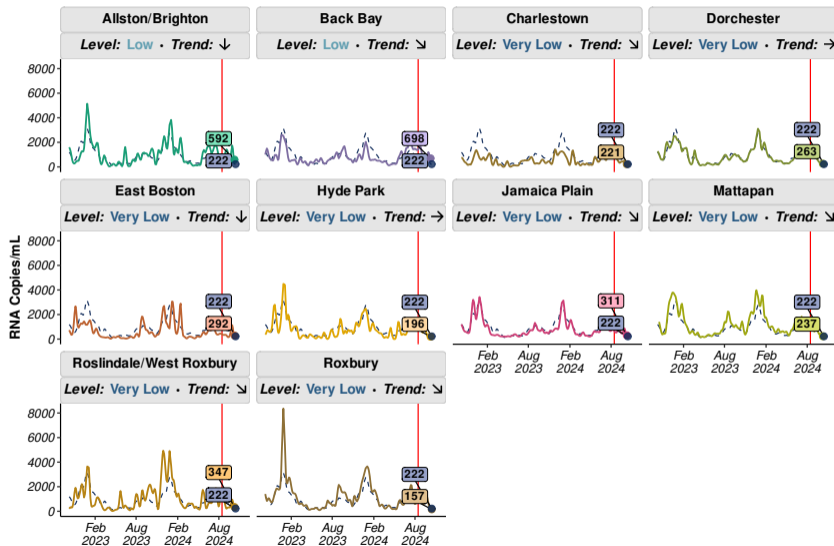 Allston/Brighton
Back Bay
Charlestown
Dorchester
Level: Low · Trend: ↓
Level: Low · Trend: ↘
Level: Very Low · Trend: ↘
Level: Very Low · Trend: →
8000
6000
4000
2000
0
592
222
698
222
222
221
222
263
East Boston
Hyde Park
Jamaica Plain
Mattapan
Level: Very Low · Trend: ↓
Level: Very Low · Trend: →
Level: Very Low · Trend: ↘
Level: Very Low · Trend: ↘
RNA Copies/mL
8000
6000
4000
2000
0
222
292
222
196
311
222
222
237
Feb 2023
Aug 2023
Feb 2024
Aug 2024
Feb 2023
Aug 2023
Feb 2024
Aug 2024
Roslindale/West Roxbury
Roxbury
Level: Very Low · Trend: ↘
Level: Very Low · Trend: ↘
8000
6000
4000
2000
0
347
222
222
157
Feb 2023
Aug 2023
Feb 2024
Aug 2024
Feb 2023
Aug 2023
Feb 2024
Aug 2024